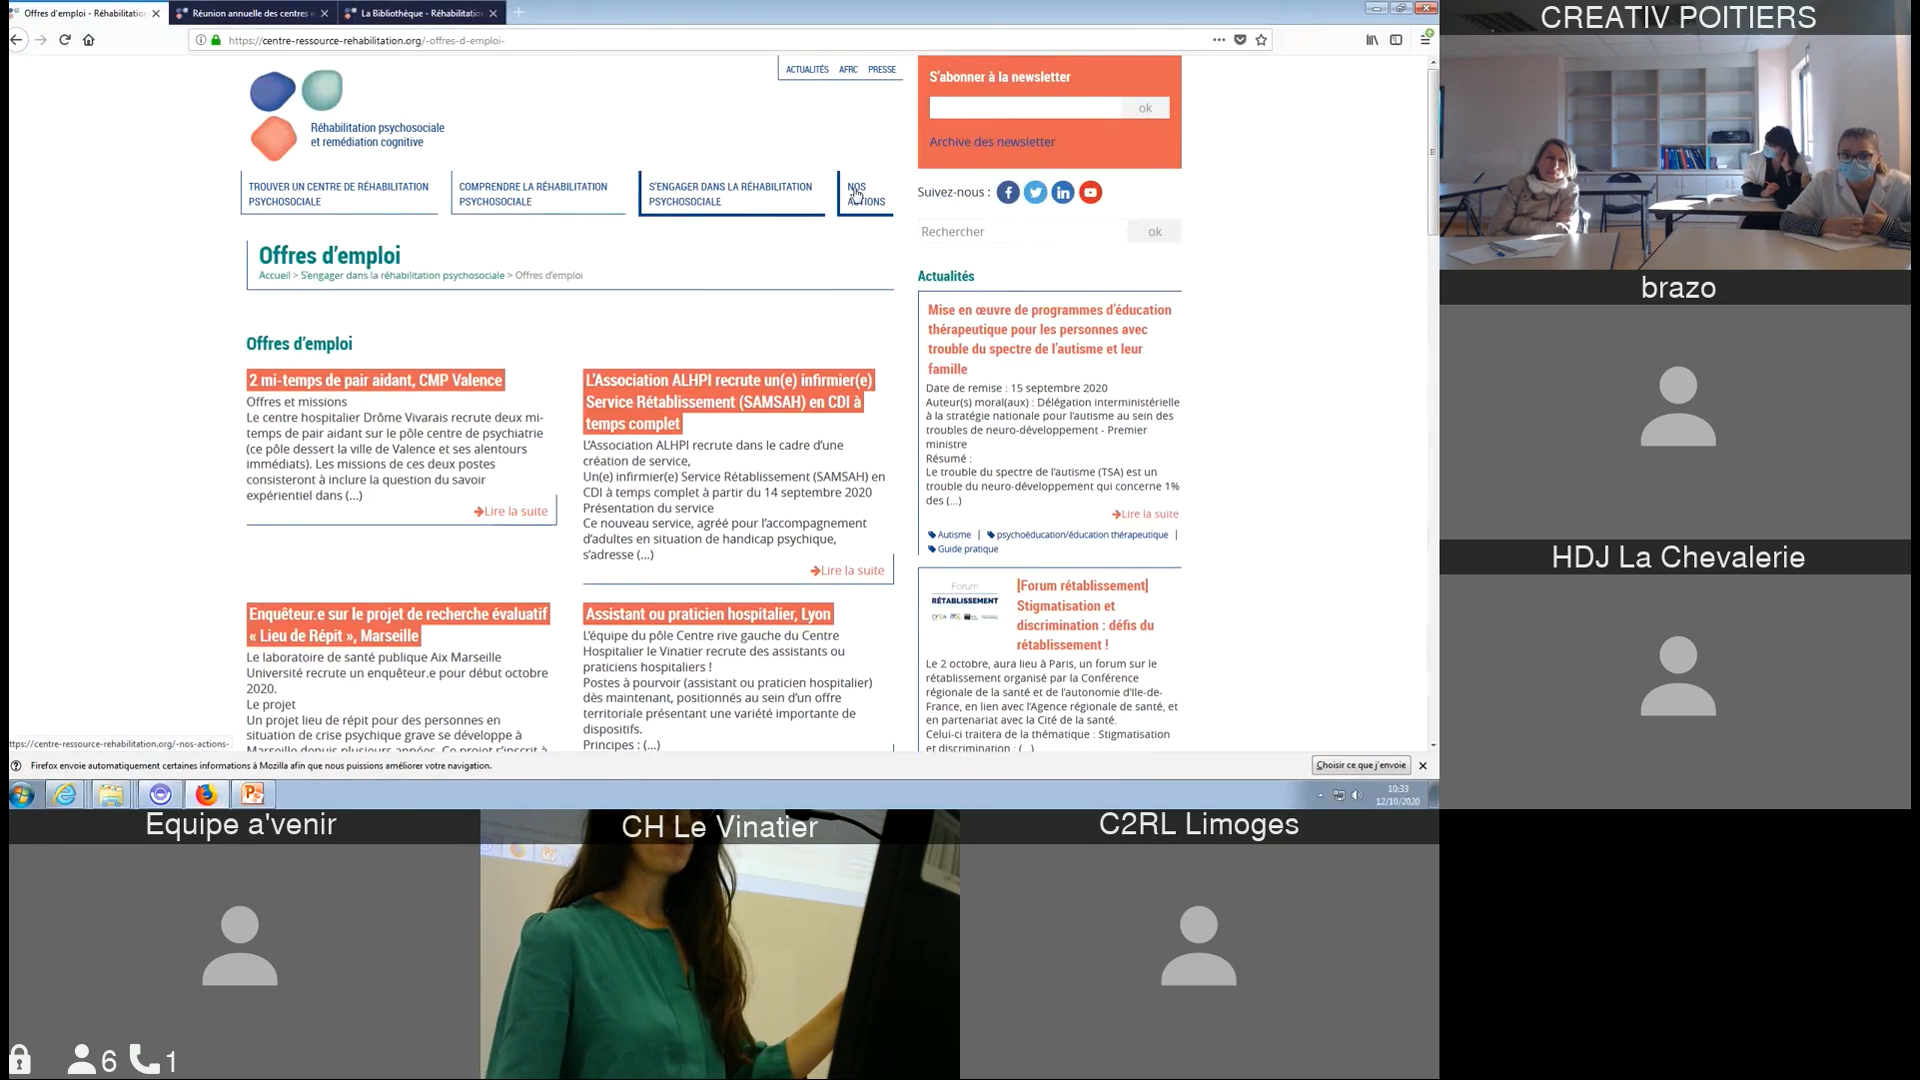 Offres d'emploi - Réhabilitatio
Réunion annuelle des centres
La Bibliothèque - Réhabilitatio
https://centre-ressource-rehabilitation.org/-offres-d-emploi-
ACTUALITÉS AFRC PRESSE
Réhabilitation psychosociale
et remédiation cognitive
TROUVER UN CENTRE DE RÉHABILITATION
PSYCHOSOCIALE
COMPRENDRE LA RÉHABILITATION
PSYCHOSOCIALE
S'ENGAGER DANS LA RÉHABILITATION
PSYCHOSOCIALE
NOS
ACTIONS
Offres d'emploi
Accueil > S'engager dans la réhabilitation psychosociale > Offres d'emploi
Offres d'emploi
2 mi-temps de pair aidant, CMP Valence
Offres et missions
Le centre hospitalier Drôme Vivarais recrute deux mi-
temps de pair aidant sur le pôle centre de psychiatrie
(ce pôle dessert la ville de Valence et ses alentours
immédiats). Les missions de ces deux postes
consisteront à inclure la question du savoir
expérientiel dans (...)
Lire la suite
L'Association ALHPI recrute un(e) infirmier(e)
Service Rétablissement (SAMSAH) en CDI à
temps complet
L'Association ALHPI recrute dans le cadre d'une
création de service,
Un(e) infirmier(e) Service Rétablissement (SAMSAH) en
CDI à temps complet à partir du 14 septembre 2020
Présentation du service
Ce nouveau service, agréé pour l'accompagnement
d'adultes en situation de handicap psychique,
s'adresse (...)
Lire la suite
Enquêteur.e sur le projet de recherche évaluatif
« Lieu de Répit », Marseille
Le laboratoire de santé publique Aix Marseille
Université recrute un enquêteur.e pour début octobre
2020.
Le projet
Un projet lieu de répit pour des personnes en
situation de crise psychique grave se développe à
Marseille depuis plusieurs années. Ce projet s'inscrit à
Assistant ou praticien hospitalier, Lyon
L'équipe du pôle Centre rive gauche du Centre
Hospitalier le Vinatier recrute des assistants ou
praticiens hospitaliers !
Postes à pourvoir (assistant ou praticien hospitalier)
dès maintenant, positionnés au sein d'un offre
territoriale présentant une variété importante de
dispositifs.
Principes : (...)
S'abonner à la newsletter
ok
Archive des newsletter
Suivez-nous :
Rechercher
ok
Actualités
Mise en œuvre de programmes d'éducation
thérapeutique pour les personnes avec
trouble du spectre de l'autisme et leur
famille
Date de remise : 15 septembre 2020
Auteur(s) moral(aux) : Délégation interministérielle
à la stratégie nationale pour l'autisme au sein des
troubles de neuro-développement - Premier
ministre
Résumé :
Le trouble du spectre de l'autisme (TSA) est un
trouble du neuro-développement qui concerne 1%
des (...)
Lire la suite
Autisme | psychoéducation/éducation thérapeutique |
Guide pratique
Forum
RÉTABLISSEMENT
|Forum rétablissement|
Stigmatisation et
discrimination : défis du
rétablissement !
Le 2 octobre, aura lieu à Paris, un forum sur le
rétablissement organisé par la Conférence
régionale de la santé et de l'autonomie d'Ile-de-
France, en lien avec l'Agence régionale de santé, et
en partenariat avec la Cité de la santé.
Celui-ci traitera de la thématique : Stigmatisation
et discrimination : (...)
ttps://centre-ressource-rehabilitation.org/-nos-actions-
Firefox envoie automatiquement certaines informations à Mozilla afin que nous puissions améliorer votre navigation.
Choisir ce que j'envoie
10:33
12/10/2020
CREATIV POITIERS
brazo
HDJ La Chevalerie
Equipe a'venir
CH Le Vinatier
C2RL Limoges
6
1